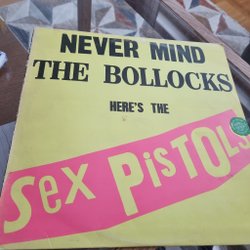 NEVER MIND
THE BOLLOCKS
HERE'S THE
Sex PiSTOLS